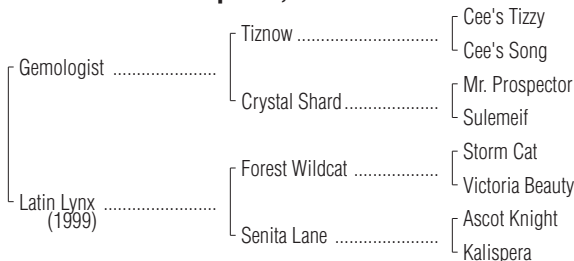 Cee's Tizzy
Tiznow
Cee's Song
Gemologist
Mr. Prospector
Crystal Shard
Sulemeif
Storm Cat
Forest Wildcat
Victoria Beauty
Latin Lynx
(1999)
Ascot Knight
Senita Lane
Kalispera